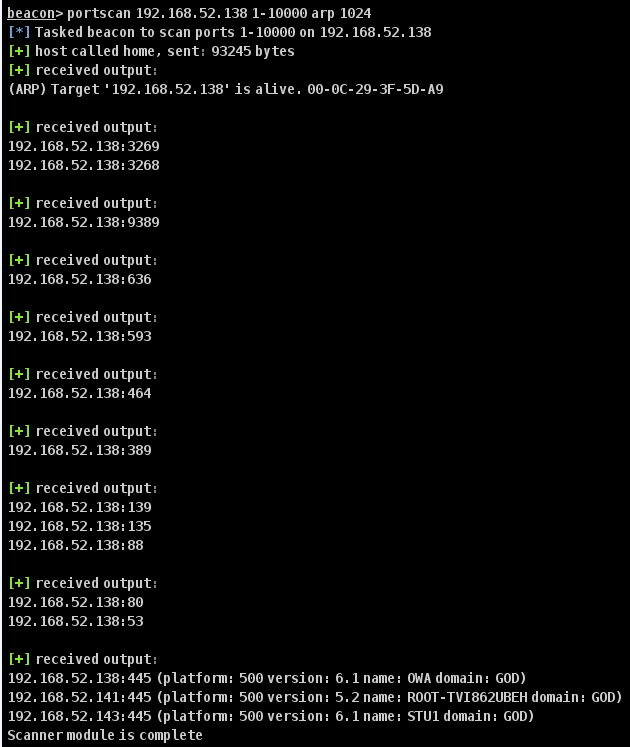 beacon> portscan 192.168.52.138 1-10000 arp 1024
[*] Tasked beacon to scan ports 1-10000 on 192.168.52.138
[+] host called home, sent: 93245 bytes
[+] received output:
(ARP) Target '192.168.52.138' is alive. 00-0C-29-3F-5D-A9
[+] received output:
192.168.52.138:3269
192.168.52.138:3268
[+] received output:
192.168.52.138:9389
[+] received output:
192.168.52.138:636
[+] received output:
192.168.52.138:593
[+] received output:
192.168.52.138:464
[+] received output:
192.168.52.138:389
[+] received output:
192.168.52.138:139
192.168.52.138:135
192.168.52.138:88
[+] received output:
192.168.52.138:80
192.168.52.138:53
[+] received output:
192.168.52.138:445 (platform: 500 version: 6.1 name: OWA domain: GOD)
192.168.52.141:445 (platform: 500 version: 5.2 name: ROOT-TVI862UBEH domain: GOD)
192.168.52.143:445 (platform: 500 version: 6.1 name: STU1 domain: GOD)
Scanner module is complete